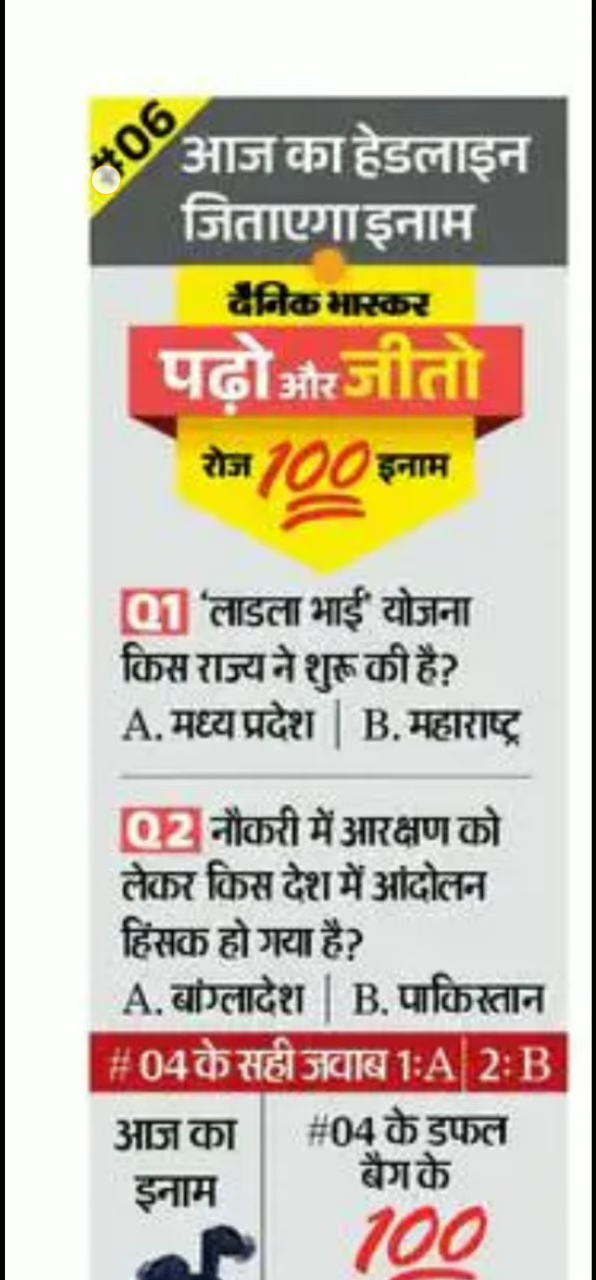 #06
आज का हेडलाइन
जिताएगा इनाम
दैनिक भास्कर
पढ़ो और जीतो
रोज 100 इनाम
Q1 ‘लाडला भाई’ योजना
किस राज्य ने शुरू की है?
A. मध्य प्रदेश | B. महाराष्ट्र
Q2 नौकरी में आरक्षण को
लेकर किस देश में आंदोलन
हिंसक हो गया है?
A. बांग्लादेश | B. पाकिस्तान
# 04 के सही जवाब 1:A | 2: B
आज का
इनाम
#04 के डफल
बैग के
100